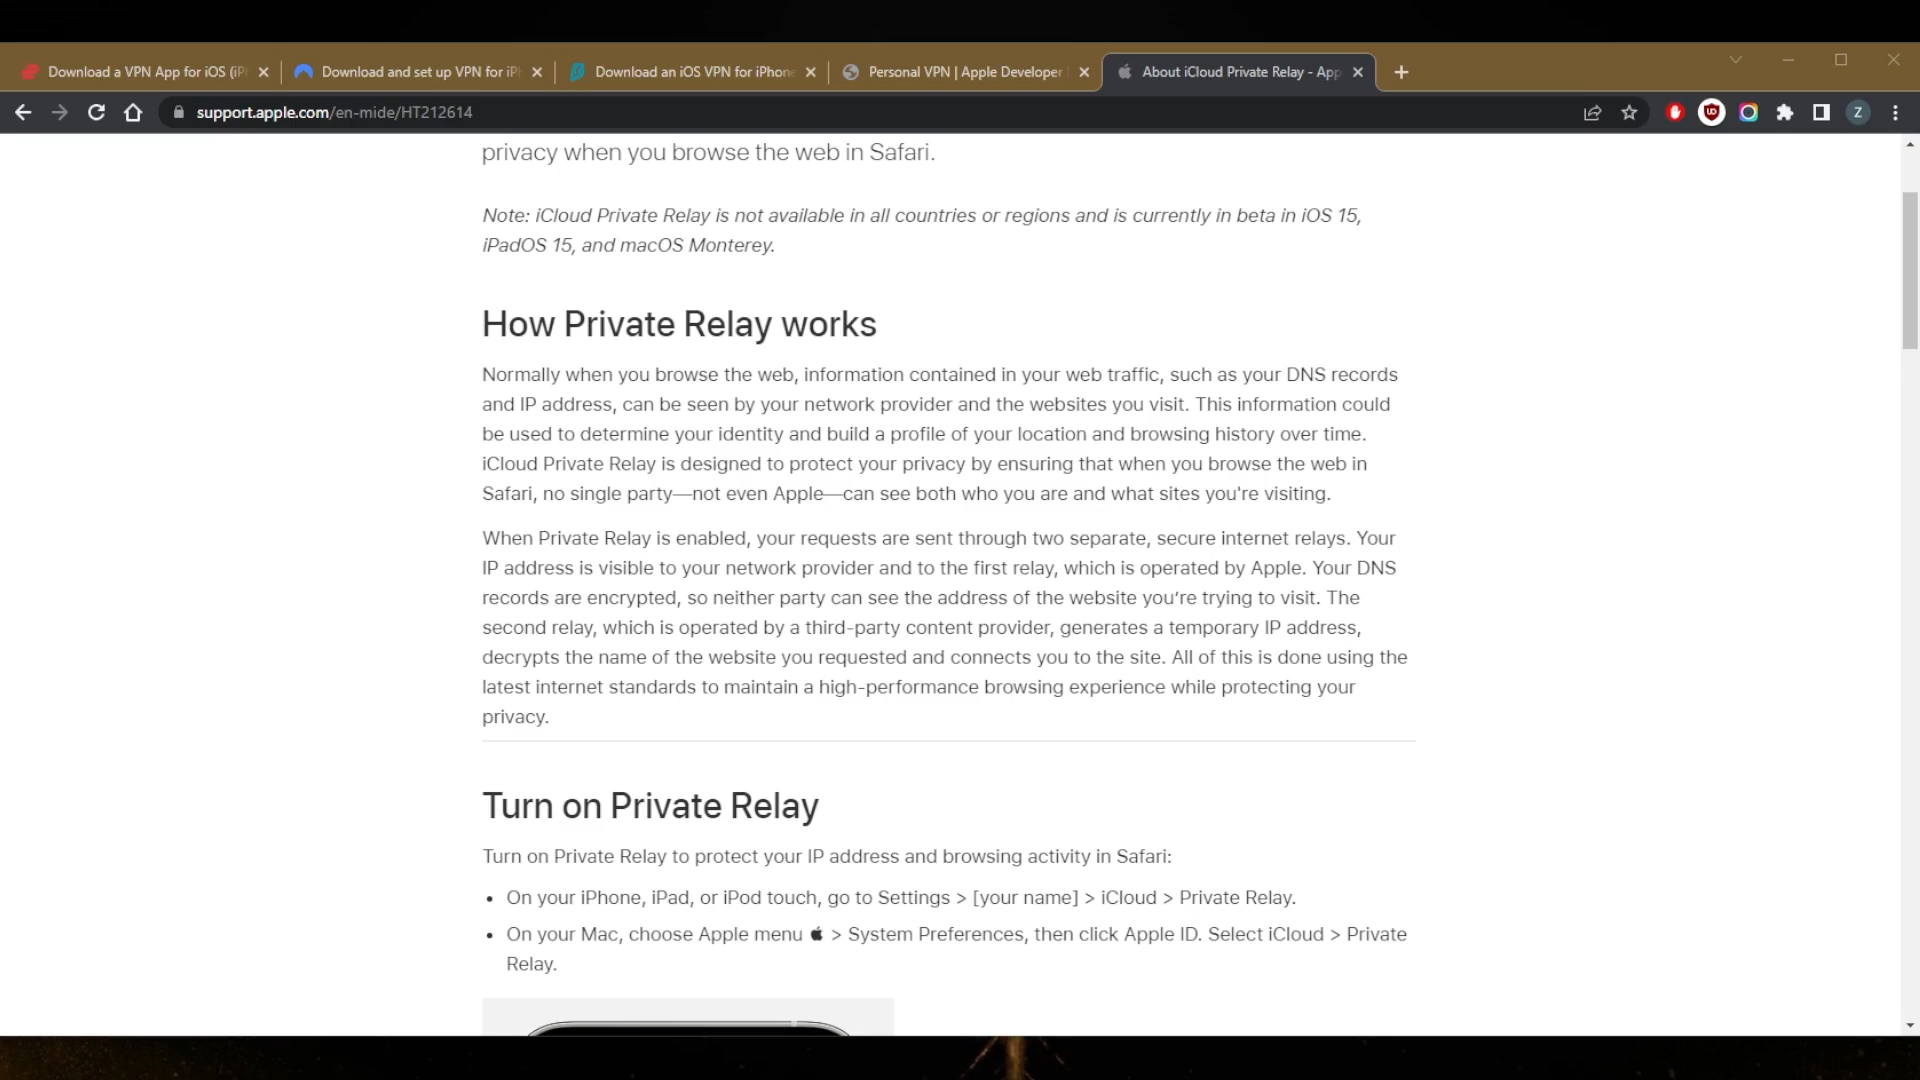 Download a VPN App for iOS (iP
Download and set up VPN for iP
Download an iOS VPN for iPhone
Personal VPN | Apple Developer
About iCloud Private Relay - App
support.apple.com/en-mide/HT212614
Z
privacy when you browse the web in Safari.
Note: iCloud Private Relay is not available in all countries or regions and is currently in beta in iOS 15,
iPadOS 15, and macOS Monterey.
How Private Relay works
Normally when you browse the web, information contained in your web traffic, such as your DNS records
and IP address, can be seen by your network provider and the websites you visit. This information could
be used to determine your identity and build a profile of your location and browsing history over time.
iCloud Private Relay is designed to protect your privacy by ensuring that when you browse the web in
Safari, no single party—not even Apple—can see both who you are and what sites you're visiting.
When Private Relay is enabled, your requests are sent through two separate, secure internet relays. Your
IP address is visible to your network provider and to the first relay, which is operated by Apple. Your DNS
records are encrypted, so neither party can see the address of the website you’re trying to visit. The
second relay, which is operated by a third-party content provider, generates a temporary IP address,
decrypts the name of the website you requested and connects you to the site. All of this is done using the
latest internet standards to maintain a high-performance browsing experience while protecting your
privacy.
Turn on Private Relay
Turn on Private Relay to protect your IP address and browsing activity in Safari:
• On your iPhone, iPad, or iPod touch, go to Settings > [your name] > iCloud > Private Relay.
• On your Mac, choose Apple menu  > System Preferences, then click Apple ID. Select iCloud > Private
Relay.